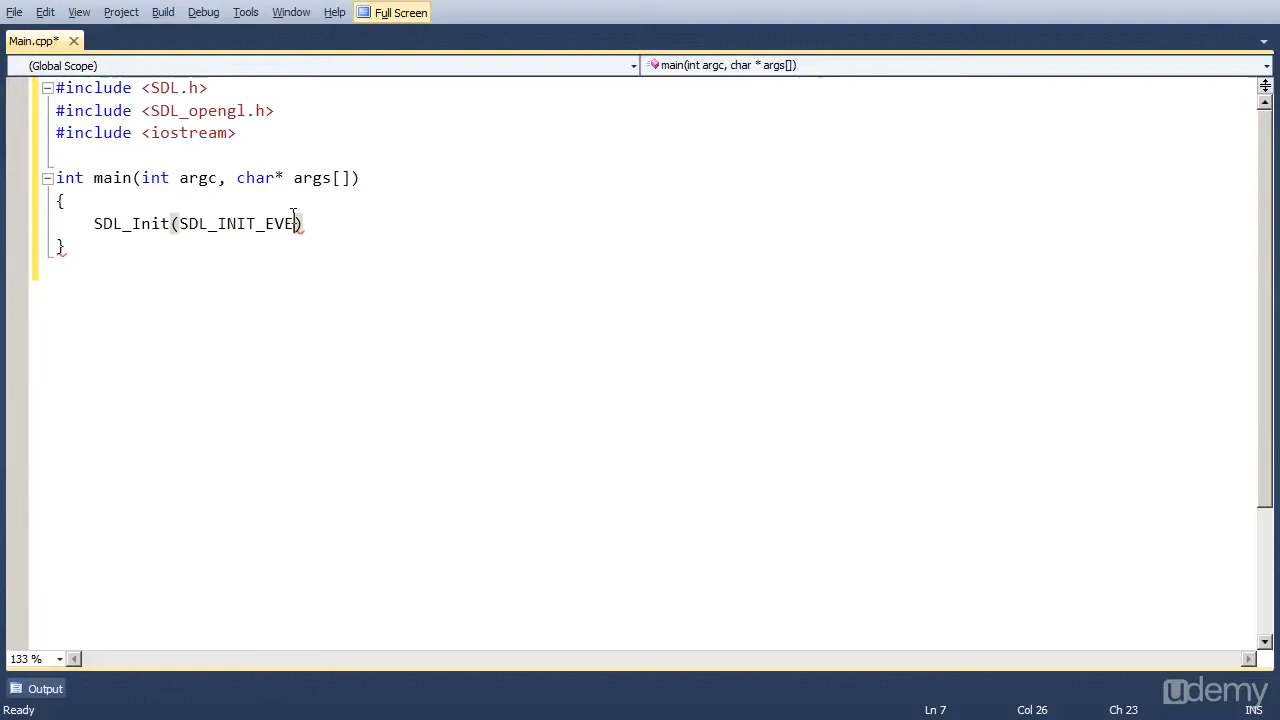 File Edit View Project Build Debug Tools Window Help Full Screen
Main.cpp*
(Global Scope) main(int argc, char * args[])
#include <SDL.h>
#include <SDL_opengl.h>
#include <iostream>
int main(int argc, char* args[])
{
SDL_Init(SDL_INIT_EVE)
}
133 %
Output
udemy
Ready Ln 7 Col 26 Ch 23 INS